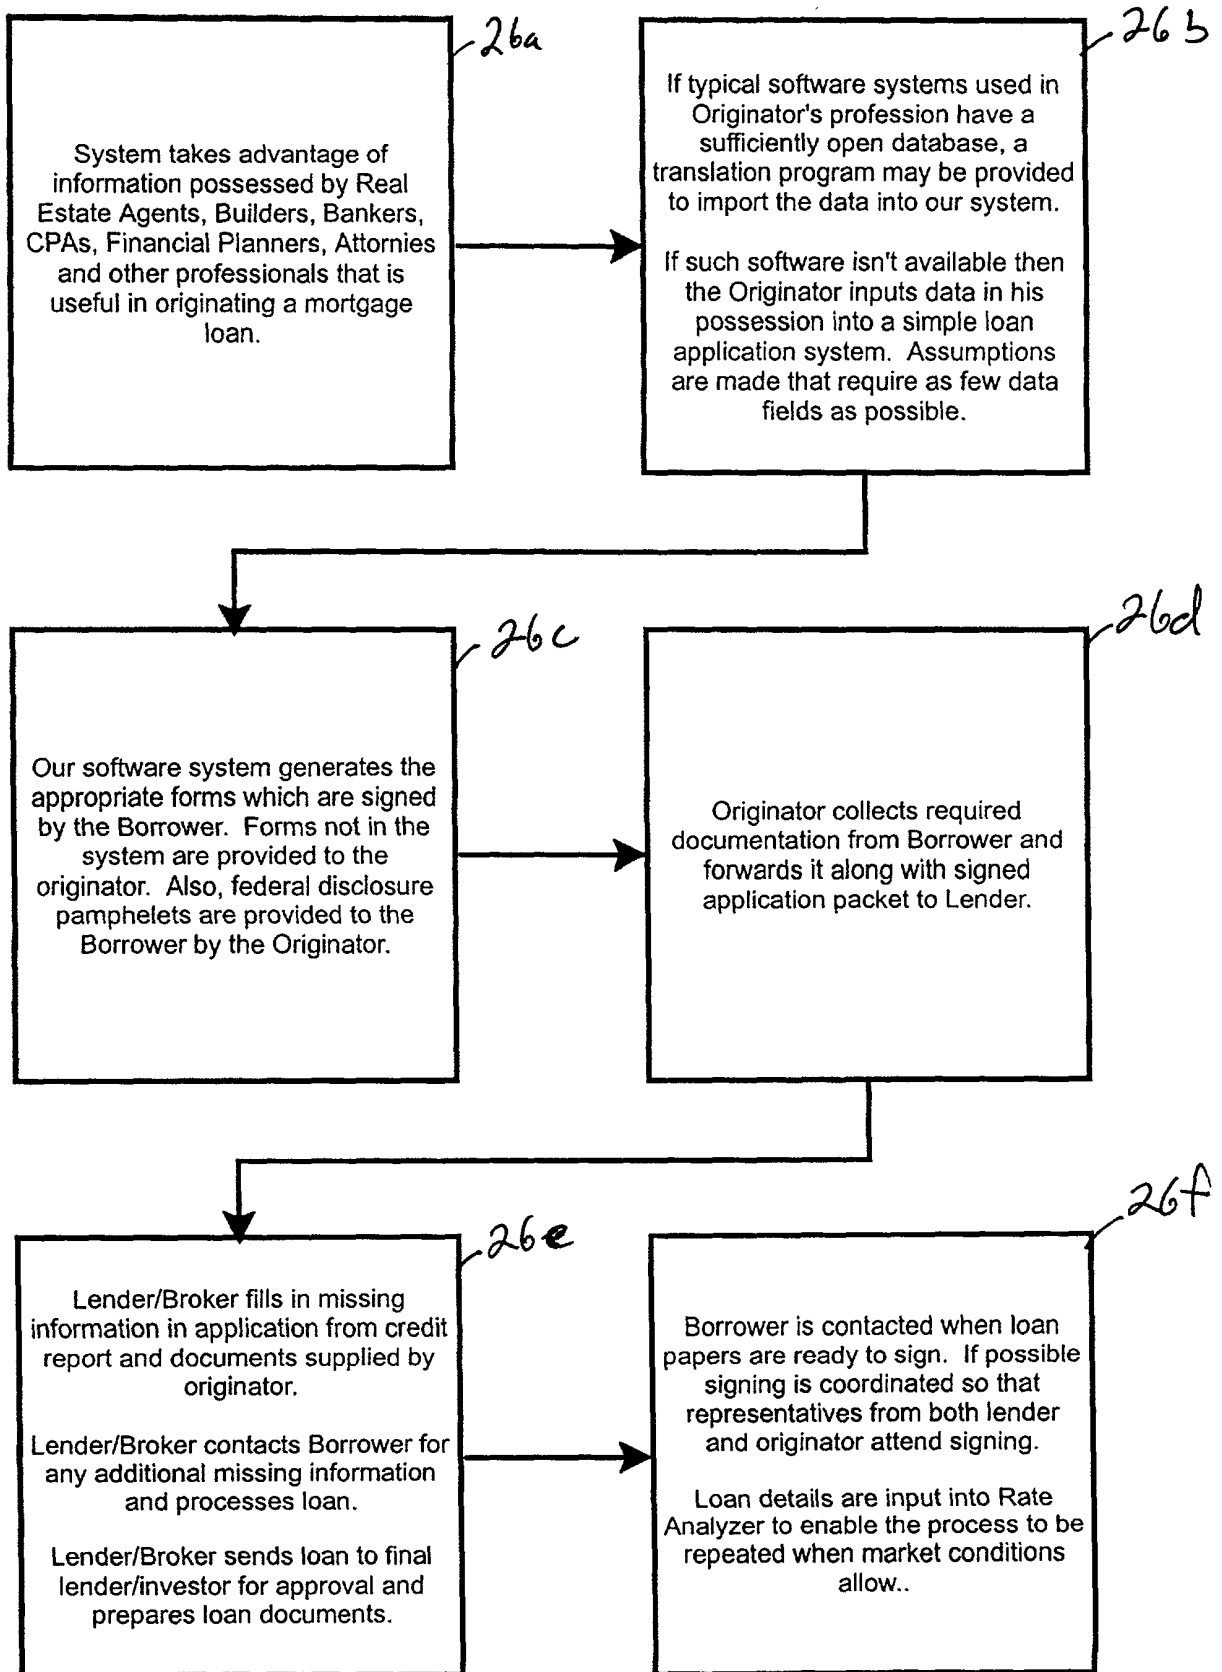 26a
System takes advantage of
information possessed by Real
Estate Agents, Builders, Bankers,
CPAs, Financial Planners, Attornies
and other professionals that is
useful in originating a mortgage
loan.
26b
If typical software systems used in
Originator's profession have a
sufficiently open database, a
translation program may be provided
to import the data into our system.
If such software isn't available then
the Originator inputs data in his
possession into a simple loan
application system. Assumptions
are made that require as few data
fields as possible.
26c
Our software system generates the
appropriate forms which are signed
by the Borrower. Forms not in the
system are provided to the
originator. Also, federal disclosure
pamphelets are provided to the
Borrower by the Originator.
26d
Originator collects required
documentation from Borrower and
forwards it along with signed
application packet to Lender.
26e
Lender/Broker fills in missing
information in application from credit
report and documents supplied by
originator.
Lender/Broker contacts Borrower for
any additional missing information
and processes loan.
Lender/Broker sends loan to final
lender/investor for approval and
prepares loan documents.
26f
Borrower is contacted when loan
papers are ready to sign. If possible
signing is coordinated so that
representatives from both lender
and originator attend signing.
Loan details are input into Rate
Analyzer to enable the process to be
repeated when market conditions
allow..